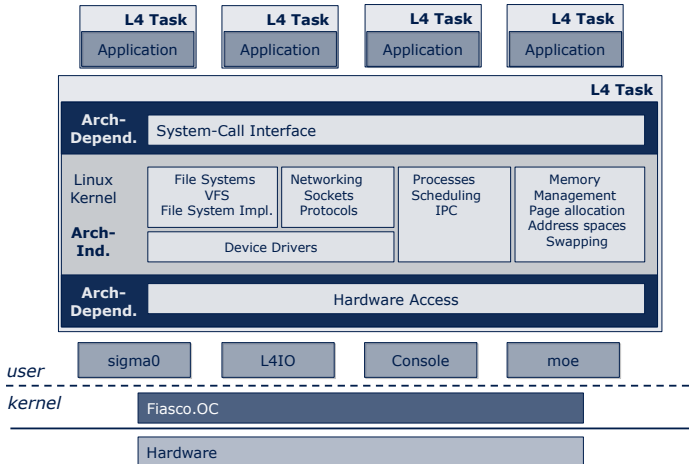 L4 Task
L4 Task
L4 Task
L4 Task
Application
Application
Application
Application
L4 Task
Arch-
Depend.
System-Call Interface
Linux
Kernel
Arch-
Ind.
File Systems
VFS
File System Impl.
Networking
Sockets
Protocols
Processes
Scheduling
IPC
Memory
Management
Page allocation
Address spaces
Swapping
Device Drivers
Arch-
Depend.
Hardware Access
sigma0
L4IO
Console
moe
user
kernel
Fiasco.OC
Hardware